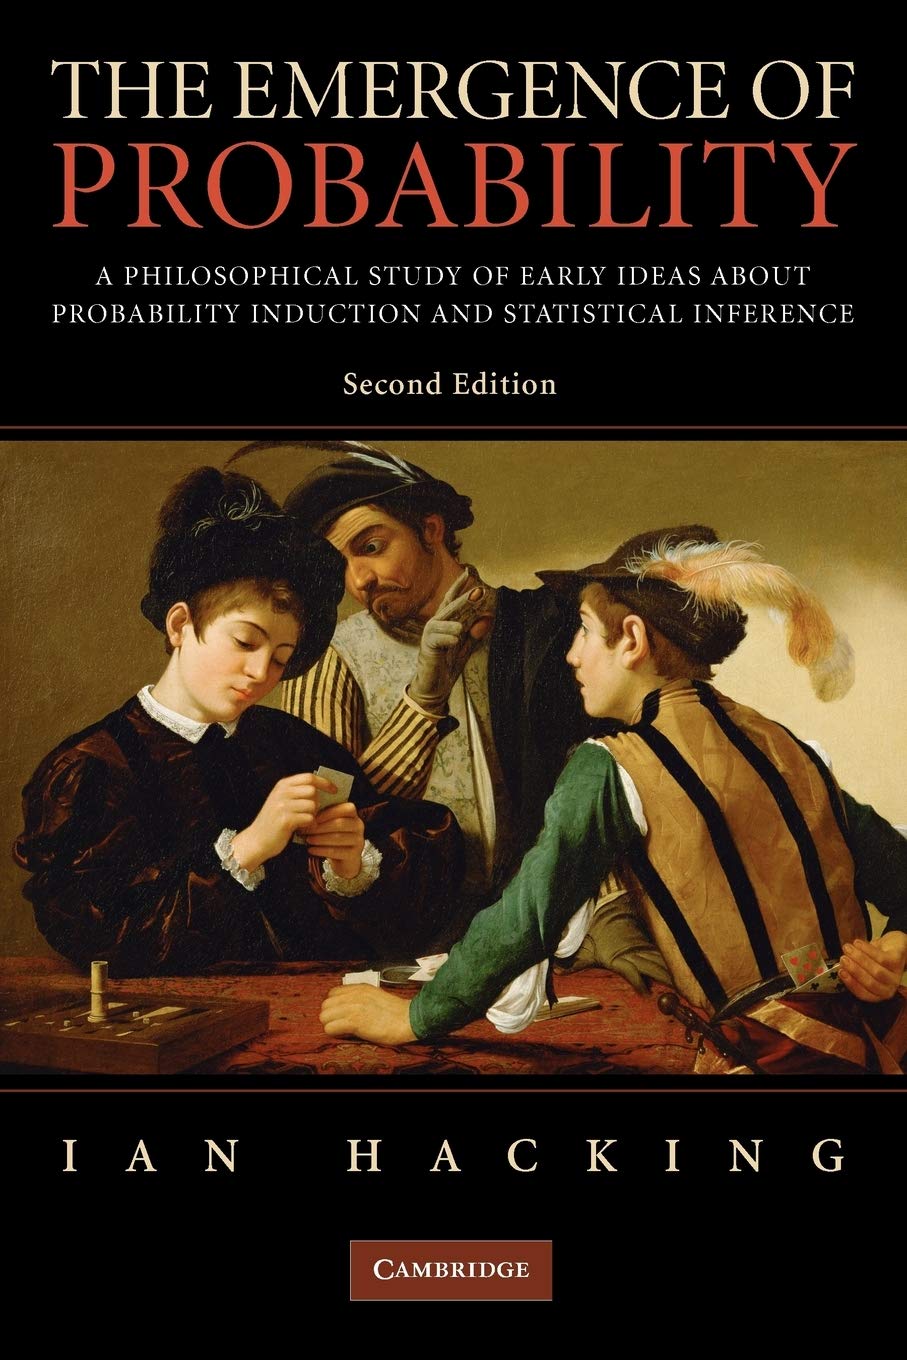 THE EMERGENCE OF
PROBABILITY
A PHILOSOPHICAL STUDY OF EARLY IDEAS ABOUT
PROBABILITY INDUCTION AND STATISTICAL INFERENCE
Second Edition
IAN HACKING
CAMBRIDGE